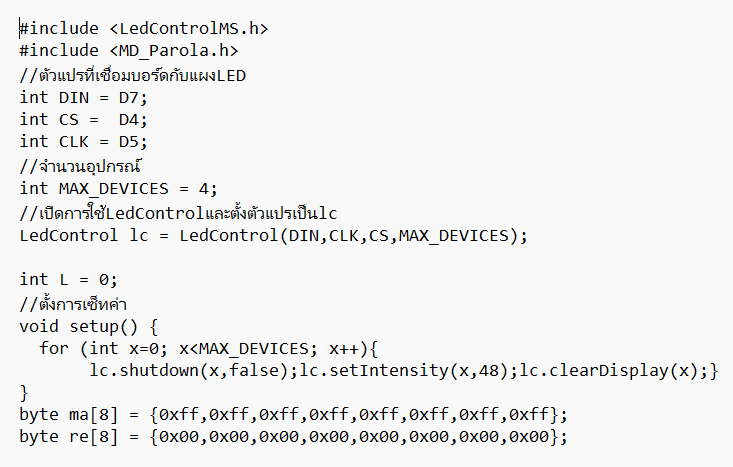 #include <LedControlMS.h>
#include <MD_Parola.h>
//ตัวแปรที่เชื่อมบอร์ดกับแผงLED
int DIN = D7;
int CS =  D4;
int CLK = D5;
//จำนวนอุปกรณ์
int MAX_DEVICES = 4;
//เปิดการใช้LedControlและตั้งตัวแปรเป็นlc
LedControl lc = LedControl(DIN,CLK,CS,MAX_DEVICES);
int L = 0;
//ตั้งการเซ็ทค่า
void setup() {
  for (int x=0; x<MAX_DEVICES; x++){
       lc.shutdown(x,false);lc.setIntensity(x,48);lc.clearDisplay(x);}
}
byte ma[8] = {0xff,0xff,0xff,0xff,0xff,0xff,0xff,0xff};
byte re[8] = {0x00,0x00,0x00,0x00,0x00,0x00,0x00,0x00};